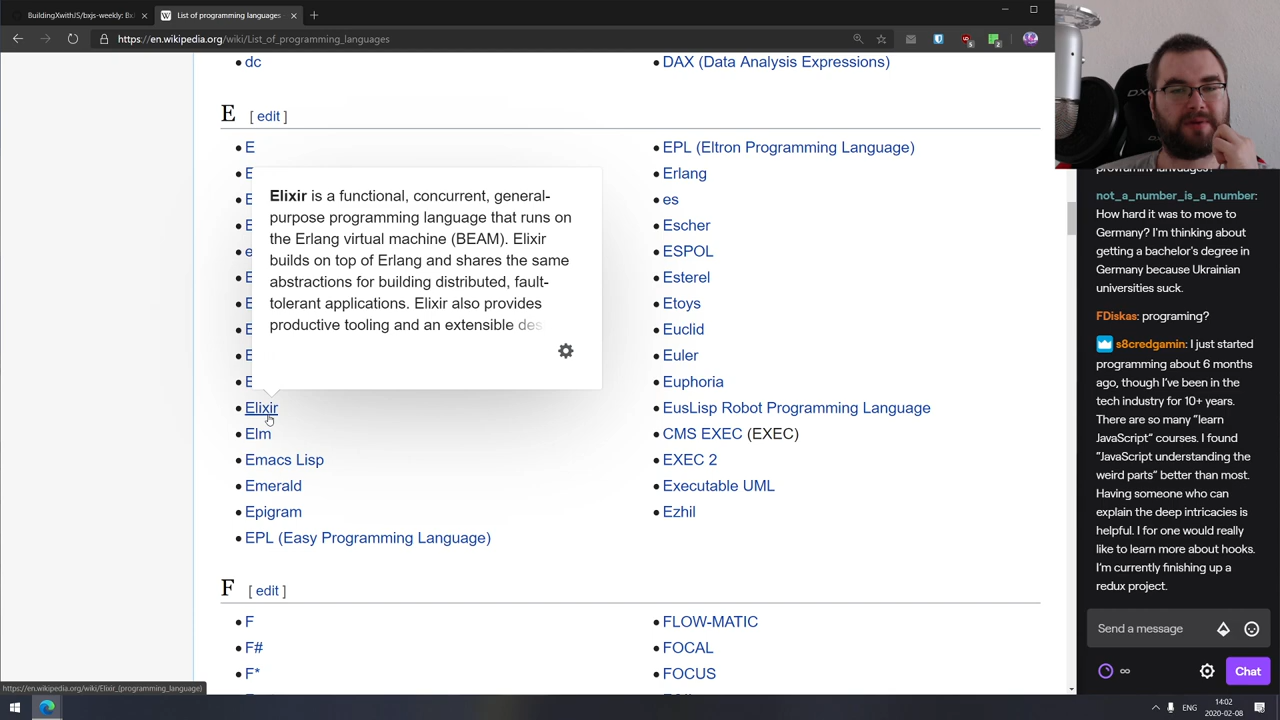 BuildingXwithJS/bxjs-weekly: Bx
List of programming languages
https://en.wikipedia.org/wiki/List_of_programming_languages
dc
DAX (Data Analysis Expressions)
E [ edit ]
E
Elixir is a functional, concurrent, general-
purpose programming language that runs on
the Erlang virtual machine (BEAM). Elixir
builds on top of Erlang and shares the same
abstractions for building distributed, fault-
tolerant applications. Elixir also provides
productive tooling and an extensible des
Elixir
Elm
Emacs Lisp
Emerald
Epigram
EPL (Easy Programming Language)
EPL (Eltron Programming Language)
Erlang
es
Escher
ESPOL
Esterel
Etoys
Euclid
Euler
Euphoria
EusLisp Robot Programming Language
CMS EXEC (EXEC)
EXEC 2
Executable UML
Ezhil
F [ edit ]
F
F#
F*
FLOW-MATIC
FOCAL
FOCUS
https://en.wikipedia.org/wiki/Elixir_(programming_language)
not_a_number_is_a_number:
How hard it was to move to
Germany? I'm thinking about
getting a bachelor's degree in
Germany because Ukrainian
universities suck.
FDiskas: programing?
s8credgamin: I just started
programming about 6 months
ago, though I've been in the
tech industry for 10+ years.
There are so many "learn
JavaScript" courses. I found
"JavaScript understanding the
weird parts" better than most.
Having someone who can
explain the deep intricacies is
helpful. I for one would really
like to learn more about hooks.
I'm currently finishing up a
redux project.
Send a message
Chat
ENG
14:02
2020-02-08